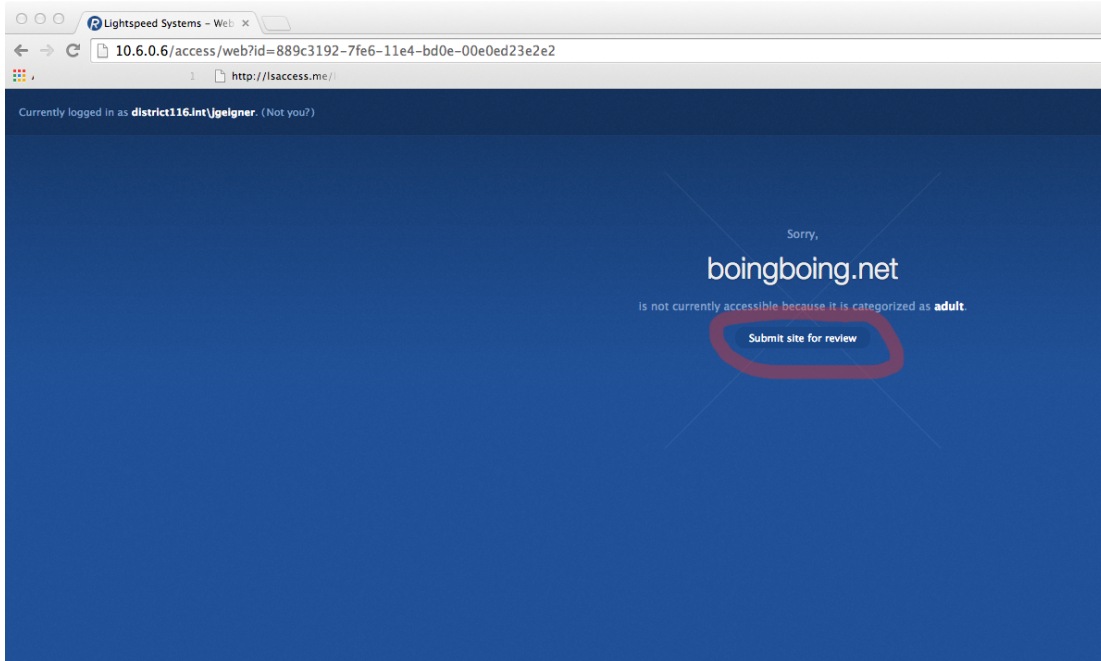 Lightspeed Systems – Web
10.6.0.6/access/web?id=889c3192-7fe6-11e4-bd0e-00e0ed23e2e2
1 http://lsaccess.me/
Currently logged in as district116.int\jgeigner. (Not you?)
Sorry,
boingboing.net
is not currently accessible because it is categorized as adult.
Submit site for review